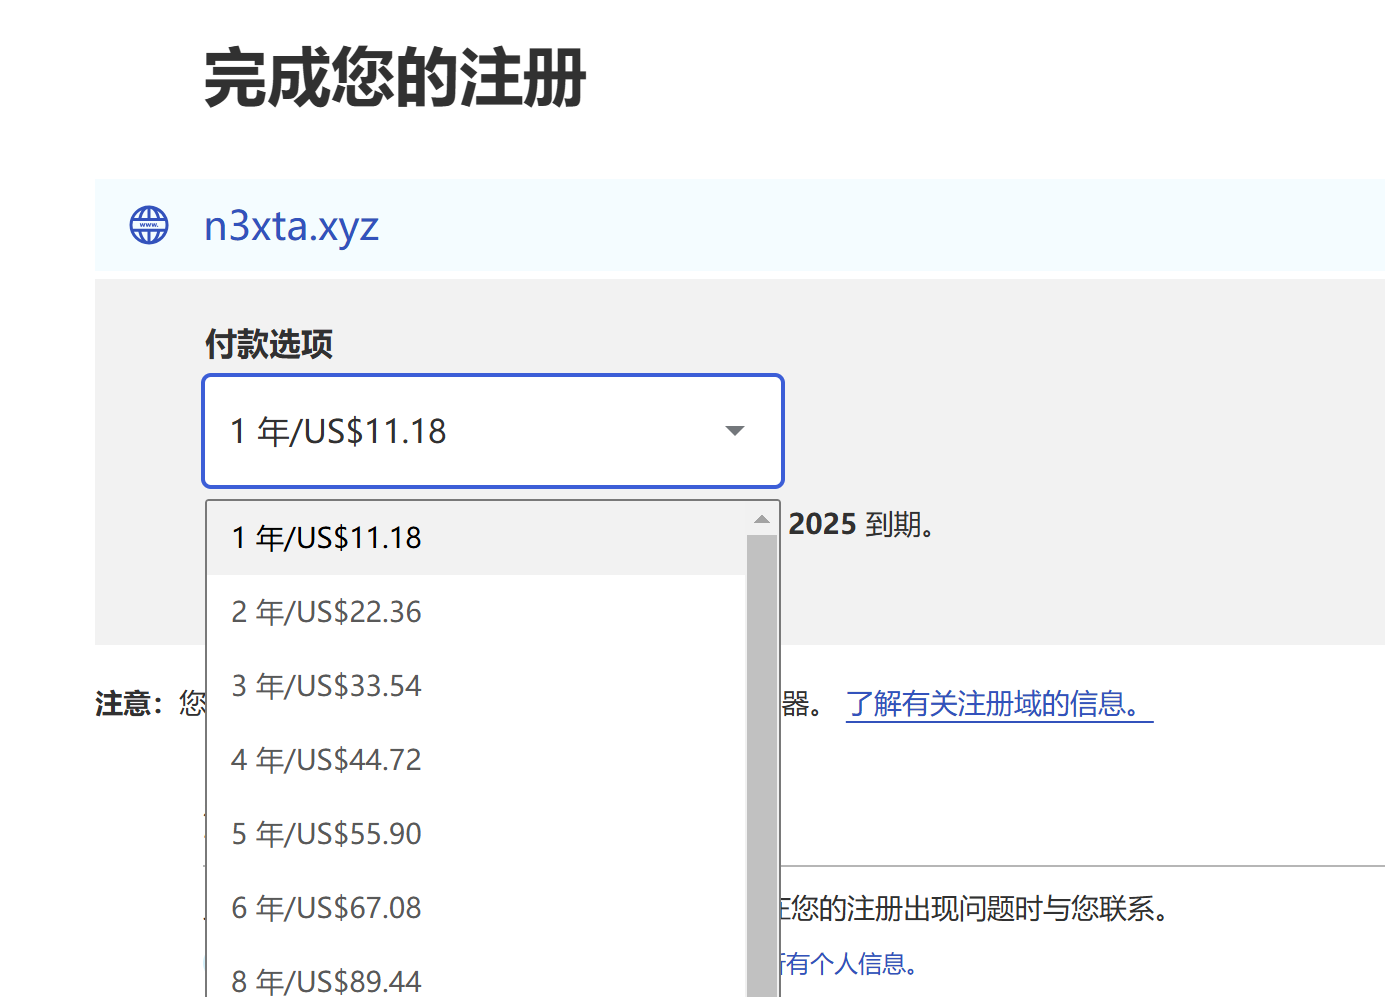 完成您的注册
www.
n3xta.xyz
付款选项
1 年/US$11.18
1 年/US$11.18
2025 到期。
2 年/US$22.36
3 年/US$33.54
注意：您
器。 了解有关注册域的信息。
4 年/US$44.72
5 年/US$55.90
6 年/US$67.08
您的注册出现问题时与您联系。
有个人信息。
8 年/US$89.44